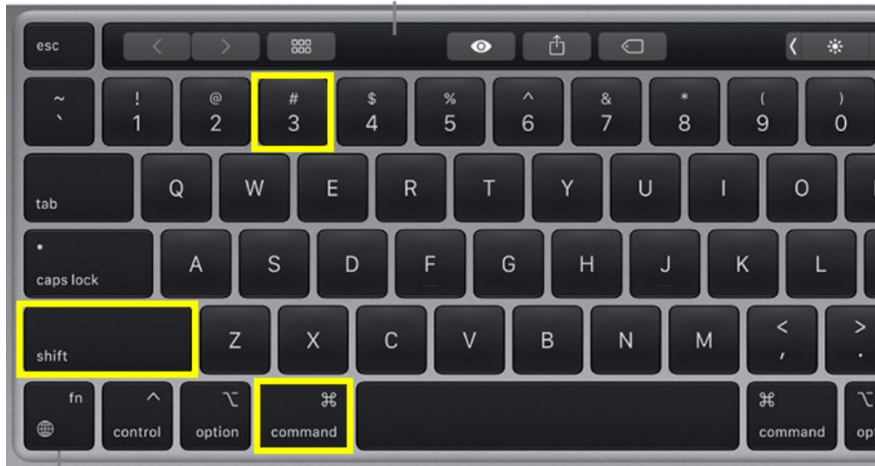 esc
~ ! @ # $ % ^ & * ( )
` 1 2 3 4 5 6 7 8 9 0
tab Q W E R T Y U I O
caps lock A S D F G H J K L
shift Z X C V B N M < >
, .
fn ^ ⌥ ⌘ ⌘ ⌥
control option command command op